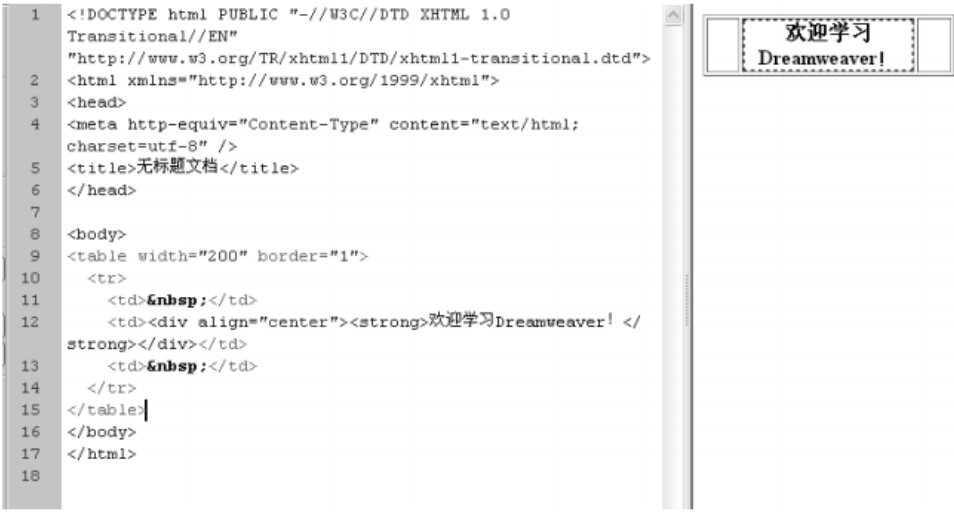 1 <!DOCTYPE html PUBLIC "-//W3C//DTD XHTML 1.0
Transitional//EN"
"http://www.w3.org/TR/xhtml1/DTD/xhtml1-transitional.dtd">
2 <html xmlns="http://www.w3.org/1999/xhtml">
3 <head>
4 <meta http-equiv="Content-Type" content="text/html;
charset=utf-8" />
5 <title>无标题文档</title>
6 </head>
7
8 <body>
9 <table width="200" border="1">
10 <tr>
11 <td>&nbsp;</td>
12 <td><div align="center"><strong>欢迎学习Dreamweaver! </
strong></div></td>
13 <td>&nbsp;</td>
14 </tr>
15 </table>
16 </body>
17 </html>
18
欢迎学习
Dreamweaver!